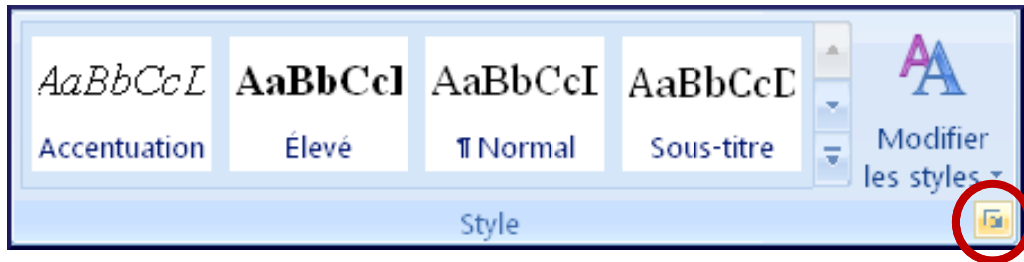 AaBbCcL AaBbCcI AaBbCcI AaBbCcD
Accentuation Élevé ¶ Normal Sous-titre
Modifier
les styles
Style